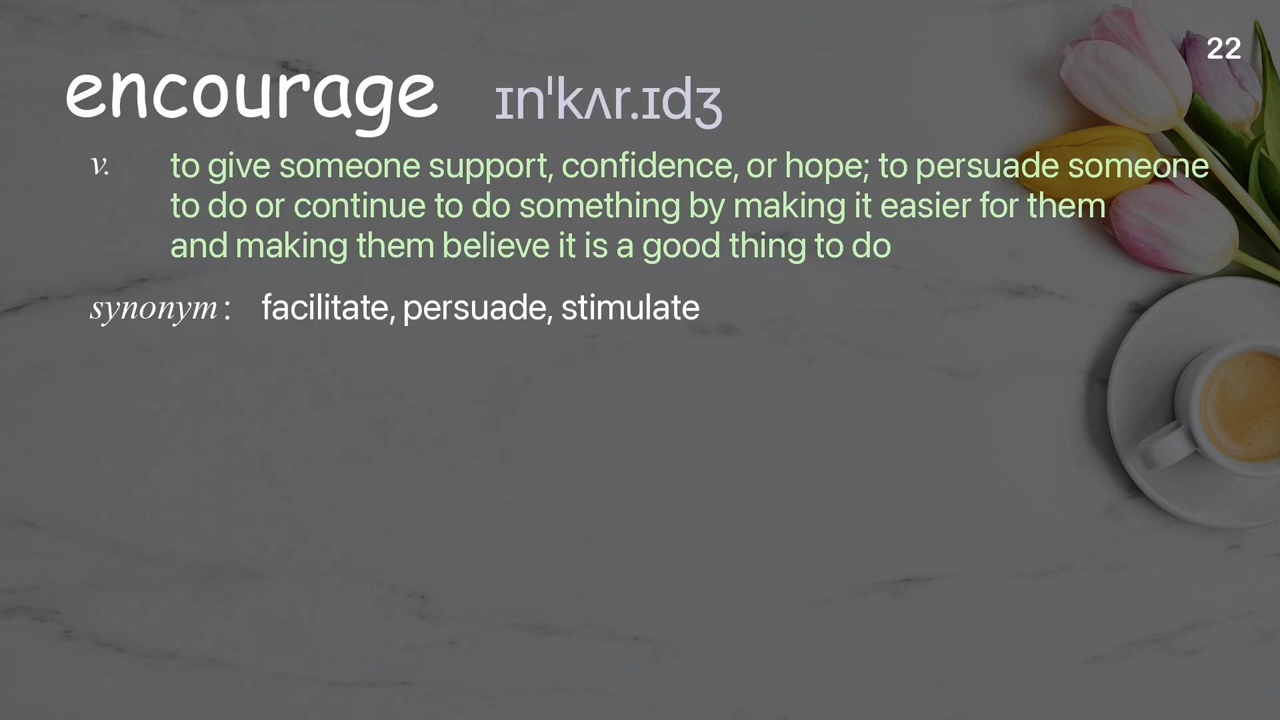 22
encourage ɪnˈkʌr.ɪdʒ
v. to give someone support, confidence, or hope; to persuade someone
to do or continue to do something by making it easier for them
and making them believe it is a good thing to do
synonym: facilitate, persuade, stimulate